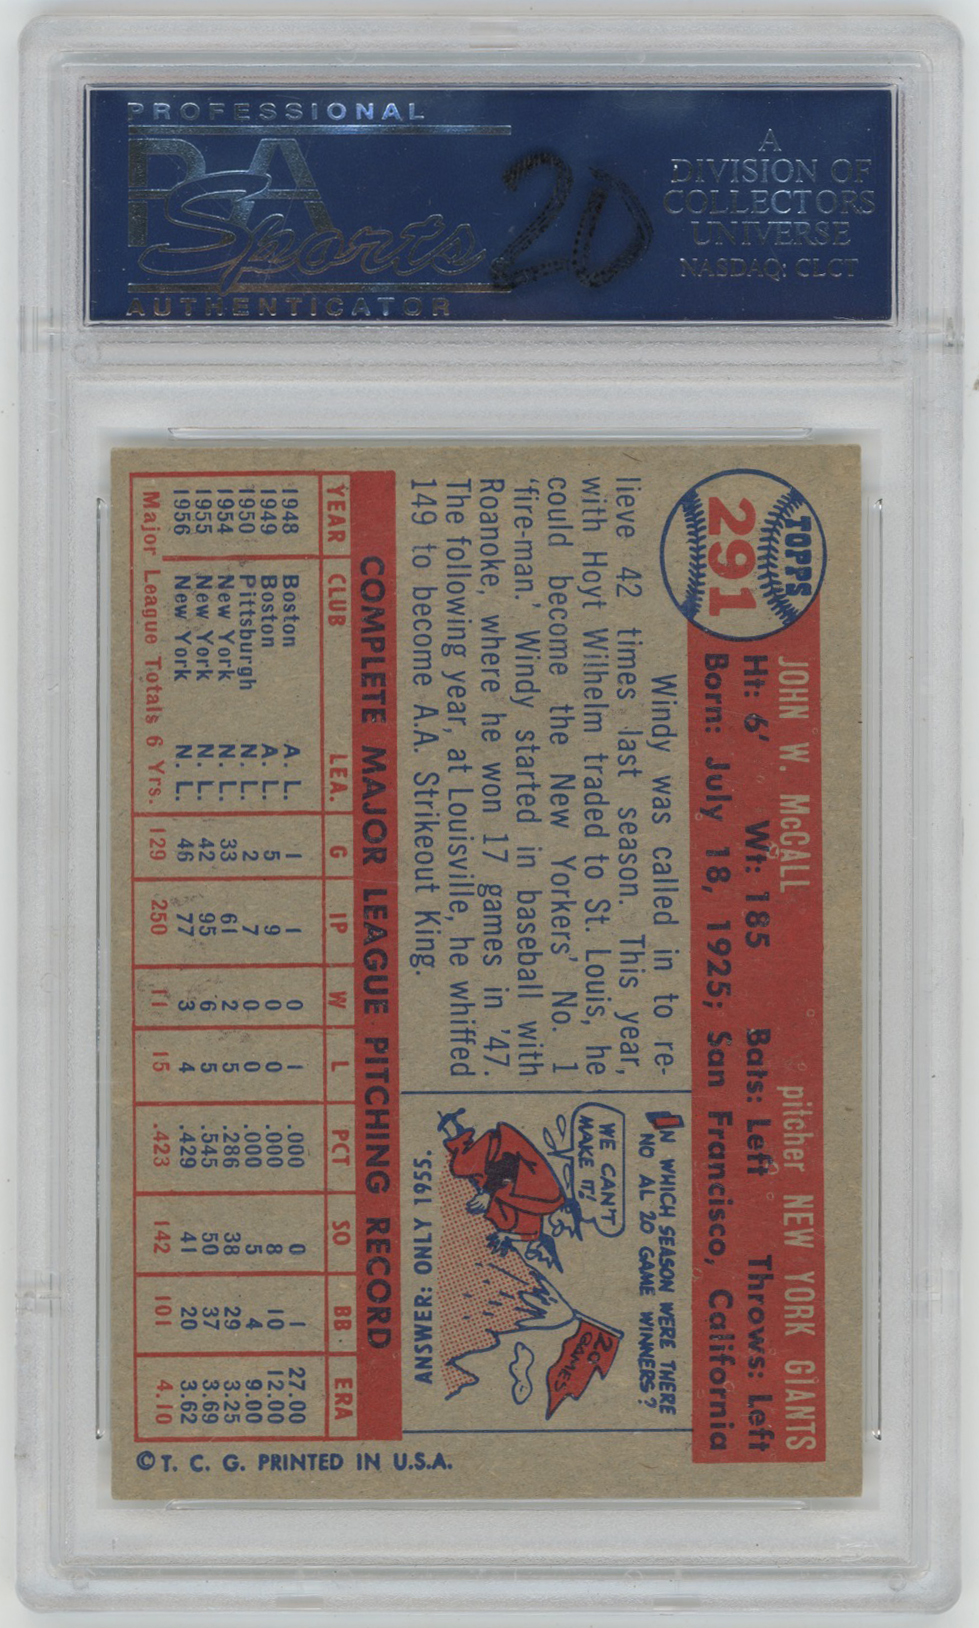 PROFESSIONAL
PSA
Sports
AUTHENTICATOR
20
A
DIVISION OF
COLLECTORS
UNIVERSE
NASDAQ: CLCT
TOPPS
291
JOHN W. McCALL pitcher NEW YORK GIANTS
Ht: 6' Wt: 185 Bats: Left Throws: Left
Born: July 18, 1925; San Francisco, California
Windy was called in to re-
lieve 42 times last season. This year,
with Hoyt Wilhelm traded to St. Louis, he
could become the New Yorkers' No. 1
'fire-man.' Windy started in baseball with
Roanoke, where he won 17 games in '47.
The following year, at Louisville, he whiffed
149 to become A.A. Strikeout King.
IN WHICH SEASON WERE THERE
NO AL 20 GAME WINNERS?
WE CAN'T
MAKE IT!
20
GAMES
ANSWER: ONLY 1955.
COMPLETE MAJOR LEAGUE PITCHING RECORD
YEAR CLUB LEA. G IP W L PCT SO BB ERA
1948 Boston A. L. 1 1 0 1 .000 0 1 27.00
1949 Boston A. L. 5 9 0 0 .000 8 10 12.00
1950 Pittsburgh N. L. 2 7 0 0 .000 5 4 9.00
1954 New York N. L. 33 61 2 5 .286 38 29 3.25
1955 New York N. L. 42 95 6 5 .545 50 37 3.69
1956 New York N. L. 46 77 3 4 .429 41 20 3.62
Major League Totals 6 Yrs. 129 250 11 15 .423 142 101 4.10
© T. C. G. PRINTED IN U.S.A.